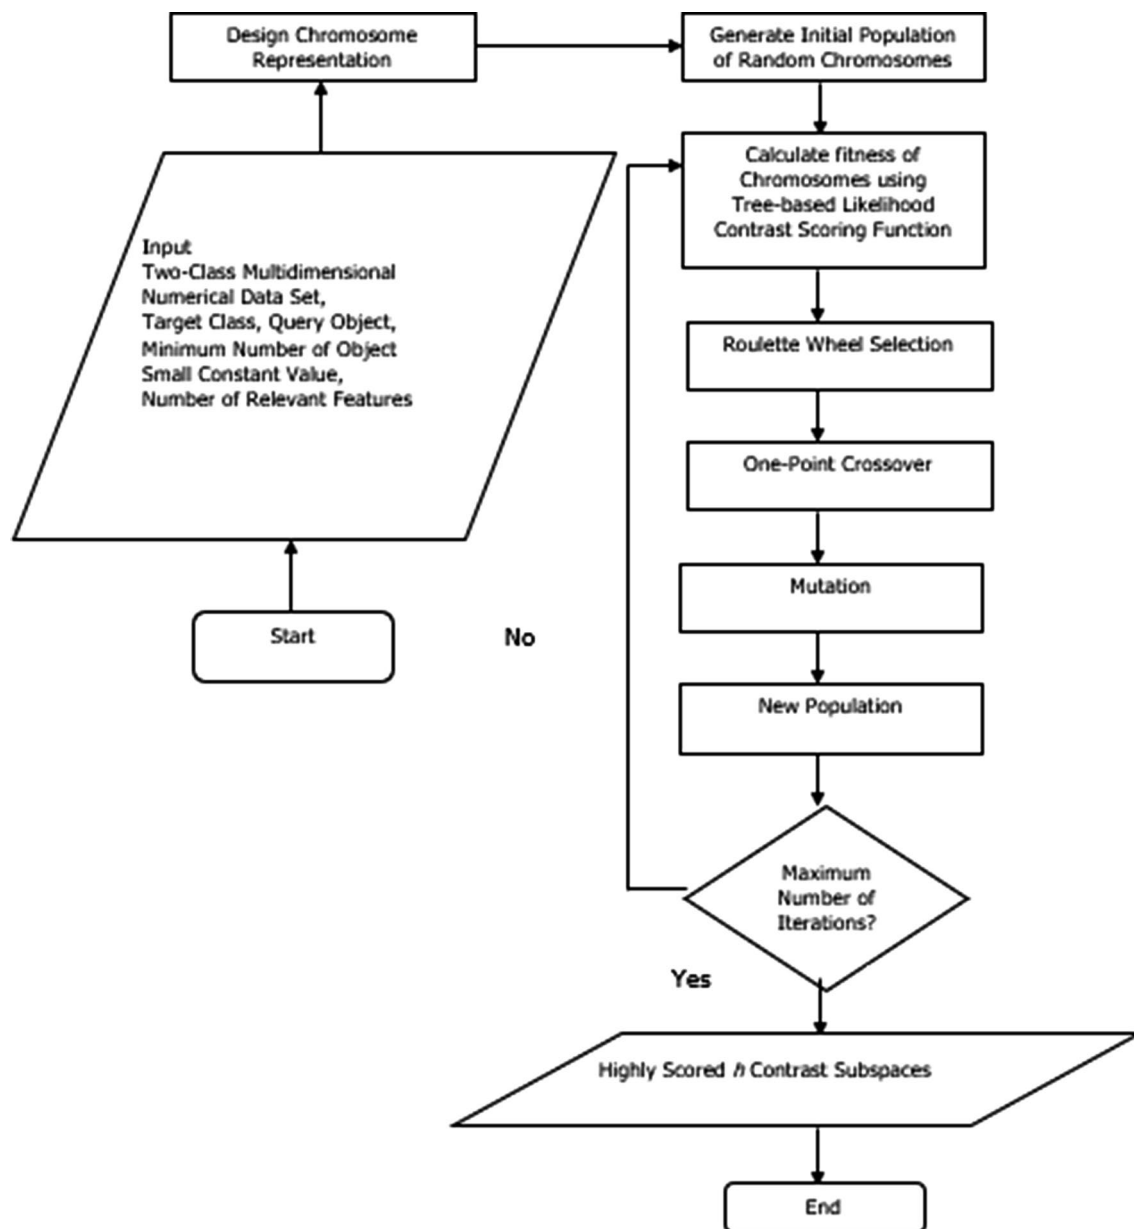 Design Chromosome
Representation
Generate Initial Population
of Random Chromosomes
Calculate fitness of
Chromosomes using
Tree-based Likelihood
Contrast Scoring Function
Input
Two-Class Multidimensional
Numerical Data Set,
Target Class, Query Object,
Minimum Number of Object
Small Constant Value,
Number of Relevant Features
Roulette Wheel Selection
One-Point Crossover
Mutation
Start
No
New Population
Maximum
Number of
Iterations?
Yes
Highly Scored h Contrast Subspaces
End